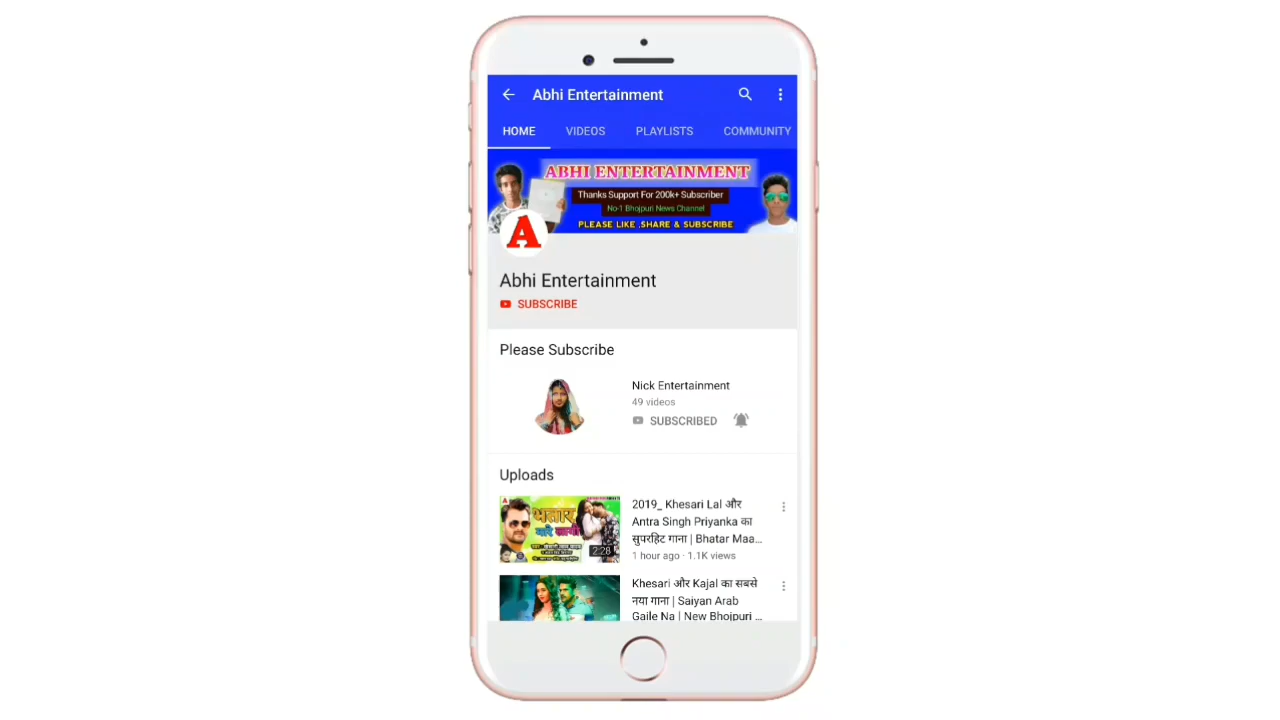 Abhi Entertainment
HOME VIDEOS PLAYLISTS COMMUNITY
ABHI ENTERTAINMENT
Thanks Support For 200k+ Subscriber
No-1 Bhojpuri News Channel
PLEASE LIKE ,SHARE & SUBSCRIBE
A
Abhi Entertainment
SUBSCRIBE
Please Subscribe
Nick Entertainment
49 videos
SUBSCRIBED
Uploads
भतार
2:28
2019_ Khesari Lal और
Antra Singh Priyanka का
सुपरहिट गाना | Bhatar Maa...
1 hour ago · 1.1K views
Khesari और Kajal का सबसे
नया गाना | Saiyan Arab
Gaile Na | New Bhojpuri ...